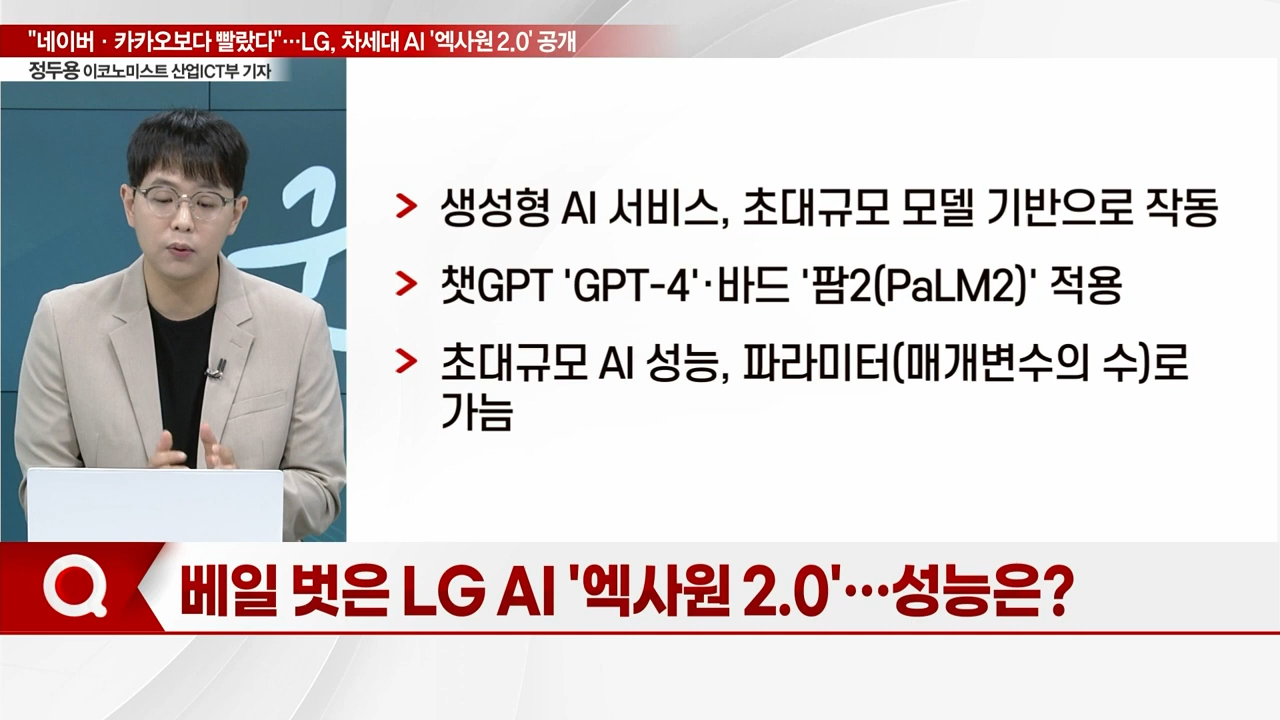 "네이버·카카오보다 빨랐다"…LG, 차세대 AI '엑사원 2.0' 공개
정두용 이코노미스트 산업ICT부 기자
> 생성형 AI 서비스, 초대규모 모델 기반으로 작동
> 챗GPT 'GPT-4'·바드 '팜2(PaLM2)' 적용
> 초대규모 AI 성능, 파라미터(매개변수의 수)로
가늠
Q 베일 벗은 LG AI '엑사원 2.0'…성능은?